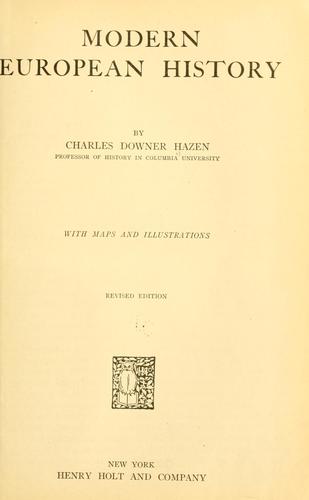 MODERN
EUROPEAN HISTORY
BY
CHARLES DOWNER HAZEN
PROFESSOR OF HISTORY IN COLUMBIA UNIVERSITY
WITH MAPS AND ILLUSTRATIONS
REVISED EDITION
NEW YORK
HENRY HOLT AND COMPANY